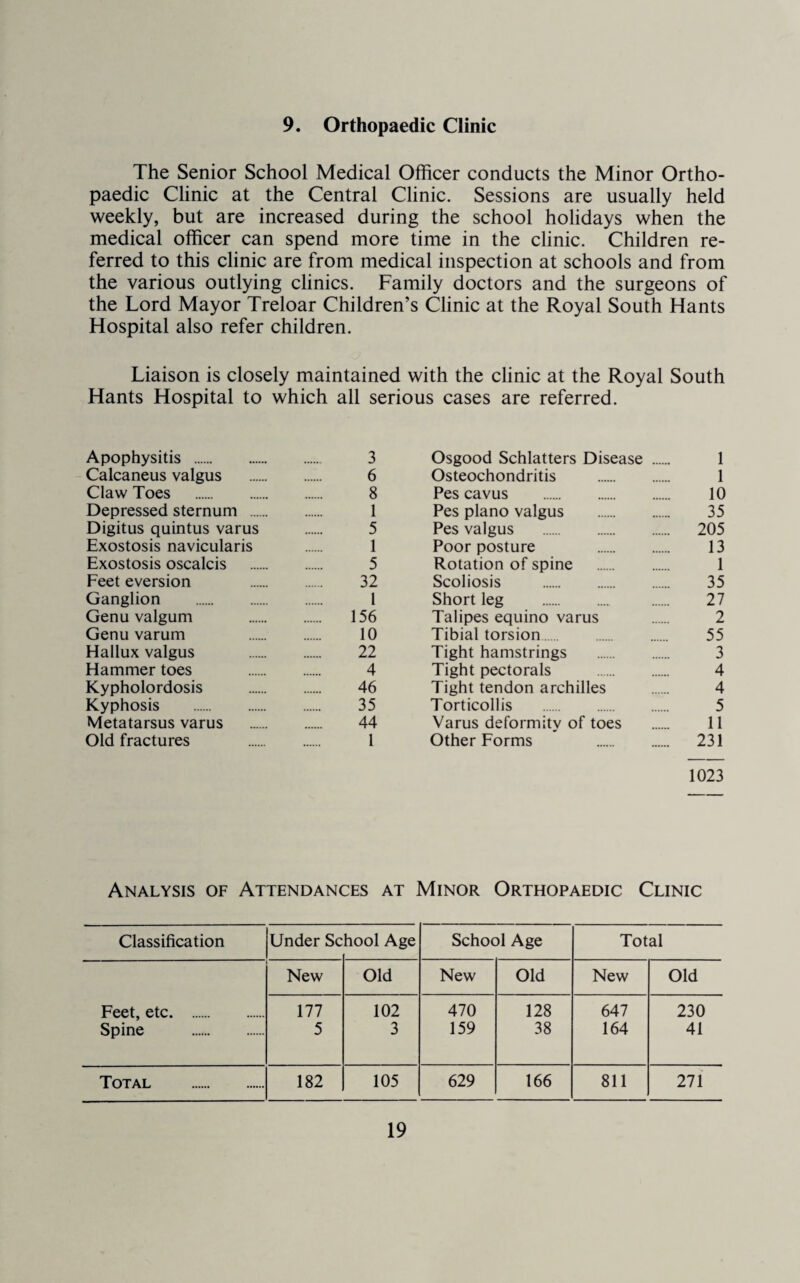 9. Orthopaedic Clinic
The Senior School Medical Officer conducts the Minor Ortho-
paedic Clinic at the Central Clinic. Sessions are usually held
weekly, but are increased during the school holidays when the
medical officer can spend more time in the clinic. Children re-
ferred to this clinic are from medical inspection at schools and from
the various outlying clinics. Family doctors and the surgeons of
the Lord Mayor Treloar Children's Clinic at the Royal South Hants
Hospital also refer children.
Liaison is closely maintained with the clinic at the Royal South
Hants Hospital to which all serious cases are referred.
Apophysitis ...... ...... ...... 3
Calcaneus valgus ...... ...... 6
Claw Toes ...... ...... ...... 8
Depressed sternum ...... ...... 1
Digitus quintus varus ...... 5
Exostosis navicularis ...... 1
Exostosis oscalcis ...... ...... 5
Feet eversion ...... ...... 32
Ganglion ...... ...... ...... 1
Genu valgum ...... ...... 156
Genu varum ...... ...... 10
Hallux valgus ...... ...... 22
Hammer toes ...... ...... 4
Kypholordosis ...... ...... 46
Kyphosis ...... ...... ...... 35
Metatarsus varus ...... ...... 44
Old fractures ...... ...... 1
Osgood Schlatters Disease ...... 1
Osteochondritis ...... ...... 1
Pes cavus ...... ...... ...... 10
Pes plano valgus ...... ...... 35
Pes valgus ...... ...... ...... 205
Poor posture ...... ...... 13
Rotation of spine ...... ...... 1
Scoliosis ...... ...... ...... 35
Short leg ...... ...... ...... 27
Talipes equino varus ...... 2
Tibial torsion...... ...... ...... 55
Tight hamstrings ...... ...... 3
Tight pectorals ...... ...... 4
Tight tendon archilles ...... 4
Torticollis ...... ...... ...... 5
Varus deformity of toes ...... 11
Other Forms ...... ...... 231
1023
Analysis of Attendances at Minor Orthopaedic Clinic
Classification Under School Age School Age Total
New Old New Old New Old
Feet, etc. ...... ...... 177 102 470 128 647 230
Spine ...... ...... 5 3 159 38 164 41
Total ...... ...... 182 105 629 166 811 271
19